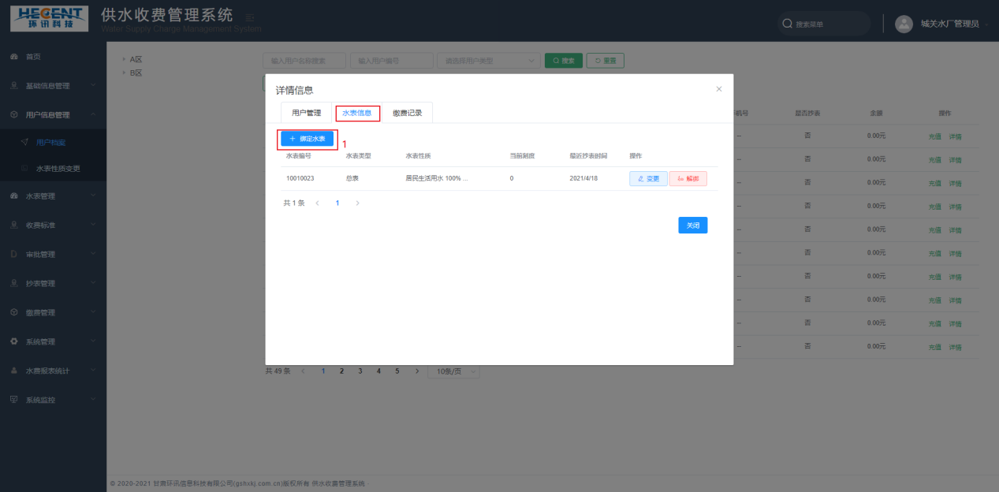 HECENT
环讯科技
供水收费管理系统
Water Supply Charge Management System
搜索菜单
城关水厂管理员
首页
基础信息管理
用户信息管理
用户档案
水表性质变更
水表管理
收费标准
审批管理
抄表管理
缴费管理
系统管理
水费报表统计
系统监控
A区
B区
输入用户名称搜索 输入用户编号 请选择用户类型 搜索 重置
详情信息
用户管理 水表信息 缴费记录
+ 绑定水表 1
水表编号 水表类型 水表性质 当前刻度 最近抄表时间 操作
10010023 总表 居民生活用水 100% ... 0 2021/4/18 变更 解绑
共 1 条 < 1 >
关闭
机号 是否抄表 金额 操作
-- 否 0.00元 充值 详情
-- 否 0.00元 充值 详情
-- 否 0.00元 充值 详情
-- 否 0.00元 充值 详情
-- 否 0.00元 充值 详情
-- 否 0.00元 充值 详情
-- 否 0.00元 充值 详情
-- 否 0.00元 充值 详情
-- 否 0.00元 充值 详情
-- 否 0.00元 充值 详情
共 49 条 < 1 2 3 4 5 > 10条/页
© 2020-2021 甘肃环讯信息科技有限公司(gshxkj.com.cn)版权所有 供水收费管理系统